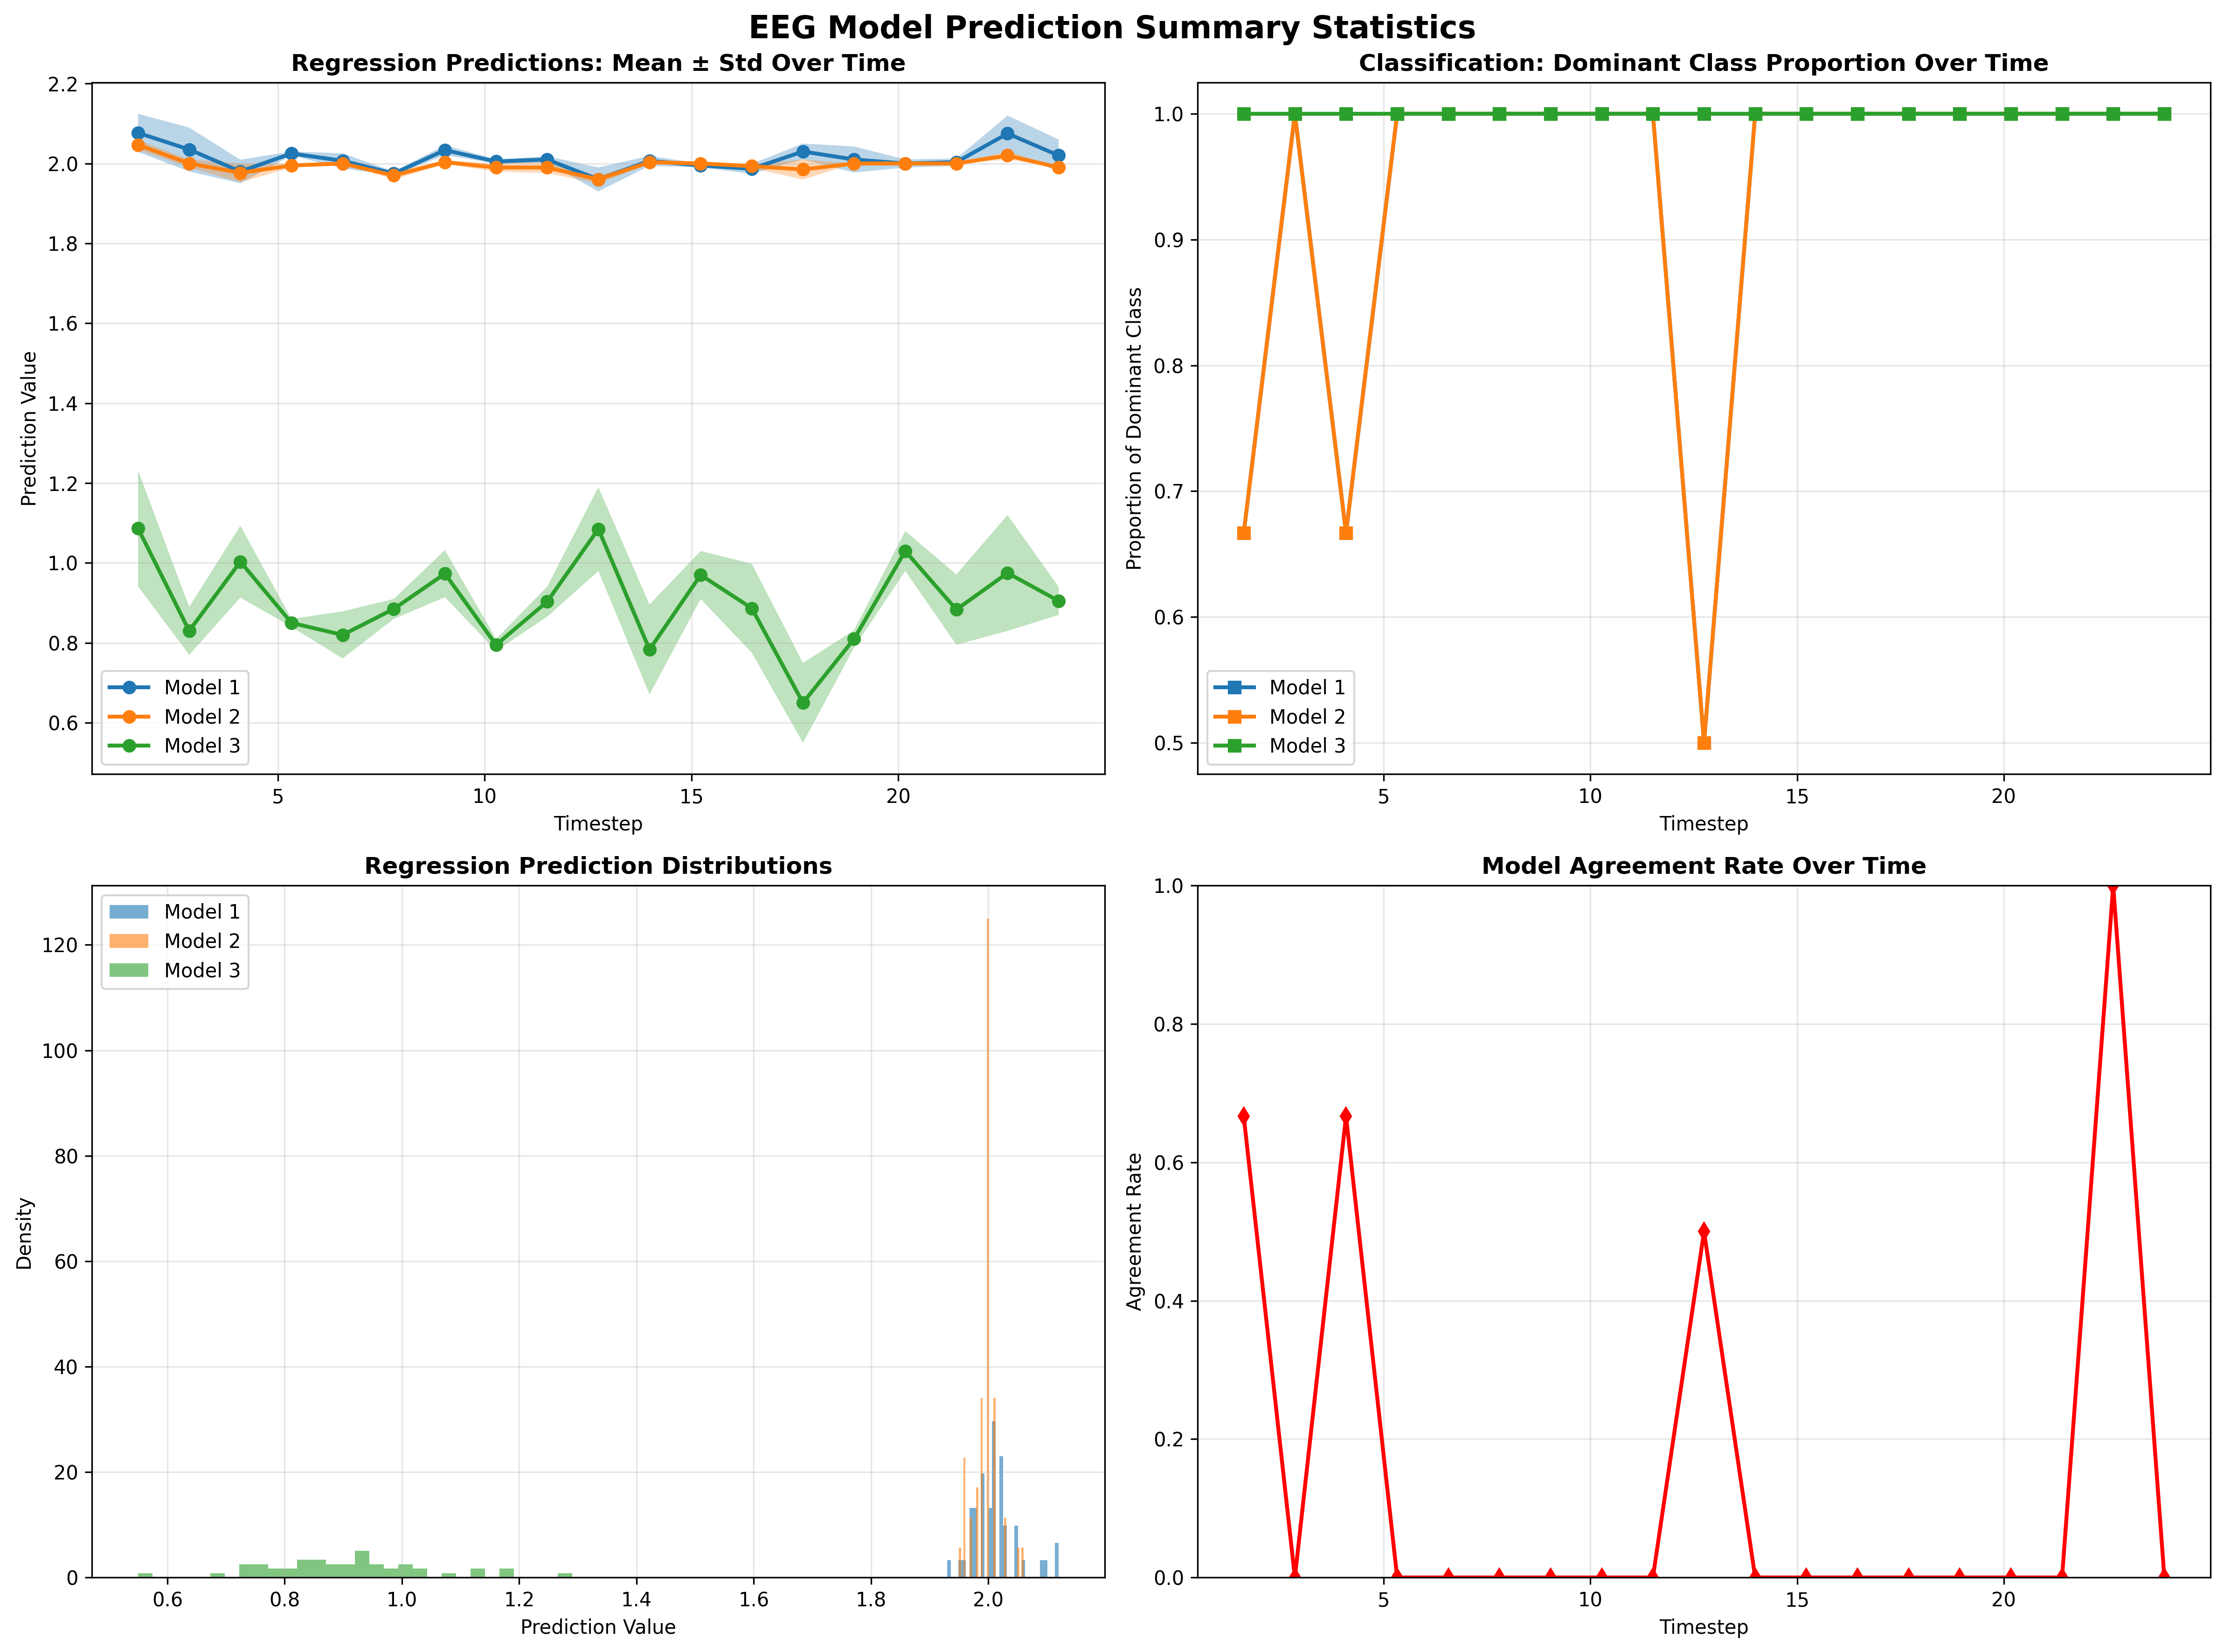 EEG Model Prediction Summary Statistics
Regression Predictions: Mean ± Std Over Time
2.2
2.0
1.8
1.6
1.4
1.2
1.0
0.8
0.6
Prediction Value
Model 1
Model 2
Model 3
5
10
15
20
Timestep
Classification: Dominant Class Proportion Over Time
1.0
0.9
0.8
0.7
0.6
0.5
Proportion of Dominant Class
Model 1
Model 2
Model 3
5
10
15
20
Timestep
Regression Prediction Distributions
Model 1
Model 2
Model 3
120
100
80
60
40
20
0
Density
0.6
0.8
1.0
1.2
1.4
1.6
1.8
2.0
Prediction Value
Model Agreement Rate Over Time
1.0
0.8
0.6
0.4
0.2
0.0
Agreement Rate
5
10
15
20
Timestep